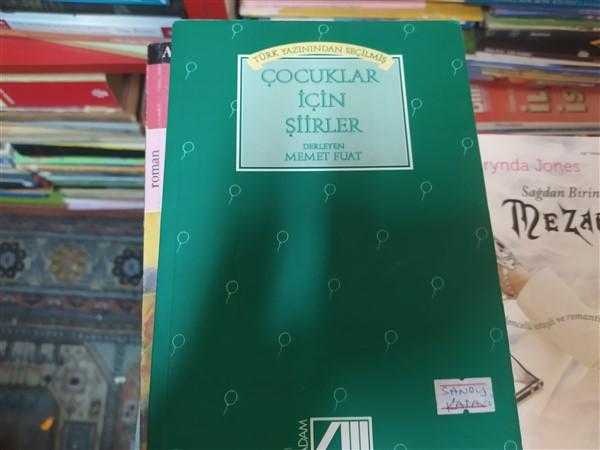 TÜRK YAZININDAN SEÇİLMİŞ
ÇOCUKLAR
İÇİN
ŞİİRLER
DERLEYEN
MEMET FUAT
roman
rynda Jones
Sağdan Birin
MEZA
ADAM